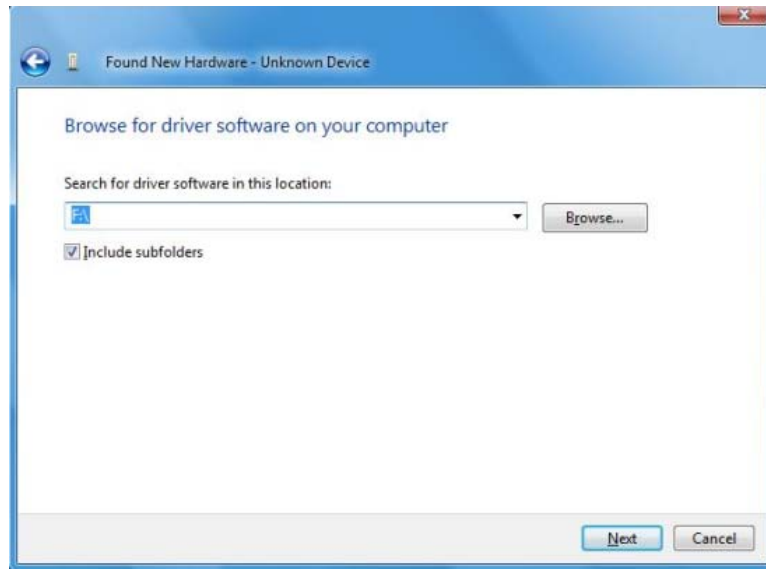 Found New Hardware - Unknown Device
Browse for driver software on your computer
Search for driver software in this location:
F:\
Browse...
Include subfolders
Next
Cancel